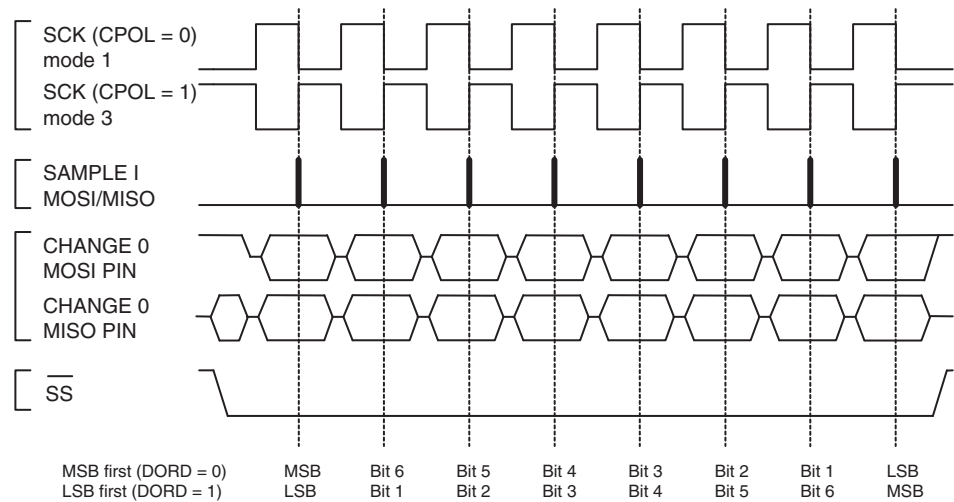 SCK (CPOL = 0)
mode 1
SCK (CPOL = 1)
mode 3
SAMPLE I
MOSI/MISO
CHANGE 0
MOSI PIN
CHANGE 0
MISO PIN
SS
MSB first (DORD = 0) MSB Bit 6 Bit 5 Bit 4 Bit 3 Bit 2 Bit 1 LSB
LSB first (DORD = 1) LSB Bit 1 Bit 2 Bit 3 Bit 4 Bit 5 Bit 6 MSB